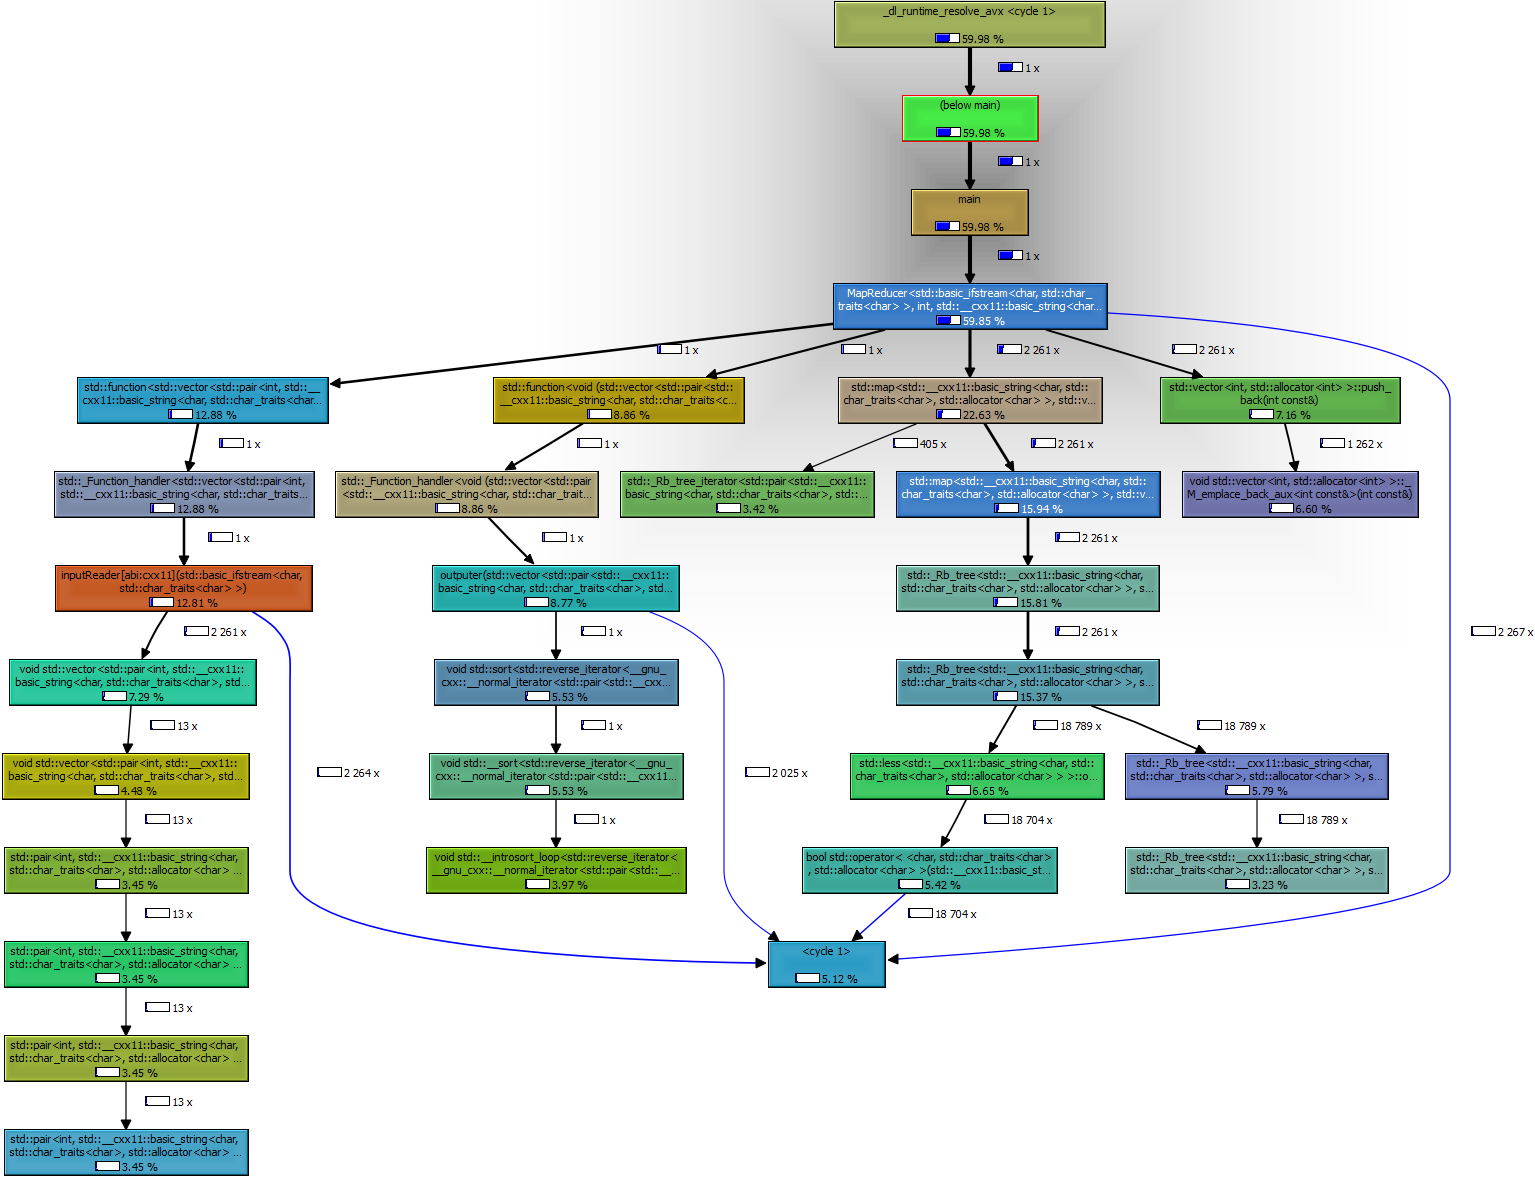 _dl_runtime_resolve_avx <cycle 1>
59.98 %
1 x
(below main)
59.98 %
1 x
main
59.98 %
1 x
MapReducer<std::basic_ifstream<char, std::char_
traits<char> >, int, std::__cxx11::basic_string<char...
59.85 %
1 x
1 x
2 261 x
2 261 x
std::function<std::vector<std::pair<int, std::__
cxx11::basic_string<char, std::char_traits<char...
12.88 %
std::function<void (std::vector<std::pair<std::
__cxx11::basic_string<char, std::char_traits<c...
8.86 %
std::map<std::__cxx11::basic_string<char, std::
char_traits<char>, std::allocator<char> >, std::v...
22.63 %
std::vector<int, std::allocator<int> >::push_
back(int const&)
7.16 %
1 x
1 x
405 x
2 261 x
1 262 x
std::_Function_handler<std::vector<std::pair<int,
std::__cxx11::basic_string<char, std::char_traits...
12.88 %
std::_Function_handler<void (std::vector<std::pair
<std::__cxx11::basic_string<char, std::char_trait...
8.86 %
std::_Rb_tree_iterator<std::pair<std::__cxx11::
basic_string<char, std::char_traits<char>, std::...
3.42 %
std::map<std::__cxx11::basic_string<char, std::
char_traits<char>, std::allocator<char> >, std::v...
15.94 %
void std::vector<int, std::allocator<int> >::_
M_emplace_back_aux<int const&>(int const&)
6.60 %
1 x
1 x
2 261 x
inputReader[abi:cxx11](std::basic_ifstream<char,
std::char_traits<char> >)
12.81 %
outputer(std::vector<std::pair<std::__cxx11::
basic_string<char, std::char_traits<char>, std...
8.77 %
std::_Rb_tree<std::__cxx11::basic_string<char,
std::char_traits<char>, std::allocator<char> >, s...
15.81 %
2 261 x
1 x
2 261 x
2 267 x
void std::vector<std::pair<int, std::__cxx11::
basic_string<char, std::char_traits<char>, std...
7.29 %
void std::sort<std::reverse_iterator<__gnu_
cxx::__normal_iterator<std::pair<std::__cxx...
5.53 %
std::_Rb_tree<std::__cxx11::basic_string<char,
std::char_traits<char>, std::allocator<char> >, s...
15.37 %
13 x
1 x
18 789 x
18 789 x
void std::vector<std::pair<int, std::__cxx11::
basic_string<char, std::char_traits<char>, std...
4.48 %
2 264 x
void std::__sort<std::reverse_iterator<__gnu_
cxx::__normal_iterator<std::pair<std::__cxx11...
5.53 %
2 025 x
std::less<std::__cxx11::basic_string<char, std::
char_traits<char>, std::allocator<char> > >::o...
6.65 %
std::_Rb_tree<std::__cxx11::basic_string<char,
std::char_traits<char>, std::allocator<char> >, s...
5.79 %
13 x
1 x
18 704 x
18 789 x
std::pair<int, std::__cxx11::basic_string<char,
std::char_traits<char>, std::allocator<char> ...
3.45 %
void std::__introsort_loop<std::reverse_iterator<
__gnu_cxx::__normal_iterator<std::pair<std::__...
3.97 %
bool std::operator< <char, std::char_traits<char>
, std::allocator<char> >(std::__cxx11::basic_st...
5.42 %
std::_Rb_tree<std::__cxx11::basic_string<char,
std::char_traits<char>, std::allocator<char> >, s...
3.23 %
13 x
18 704 x
std::pair<int, std::__cxx11::basic_string<char,
std::char_traits<char>, std::allocator<char> ...
3.45 %
<cycle 1>
5.12 %
13 x
std::pair<int, std::__cxx11::basic_string<char,
std::char_traits<char>, std::allocator<char> ...
3.45 %
13 x
std::pair<int, std::__cxx11::basic_string<char,
std::char_traits<char>, std::allocator<char> ...
3.45 %